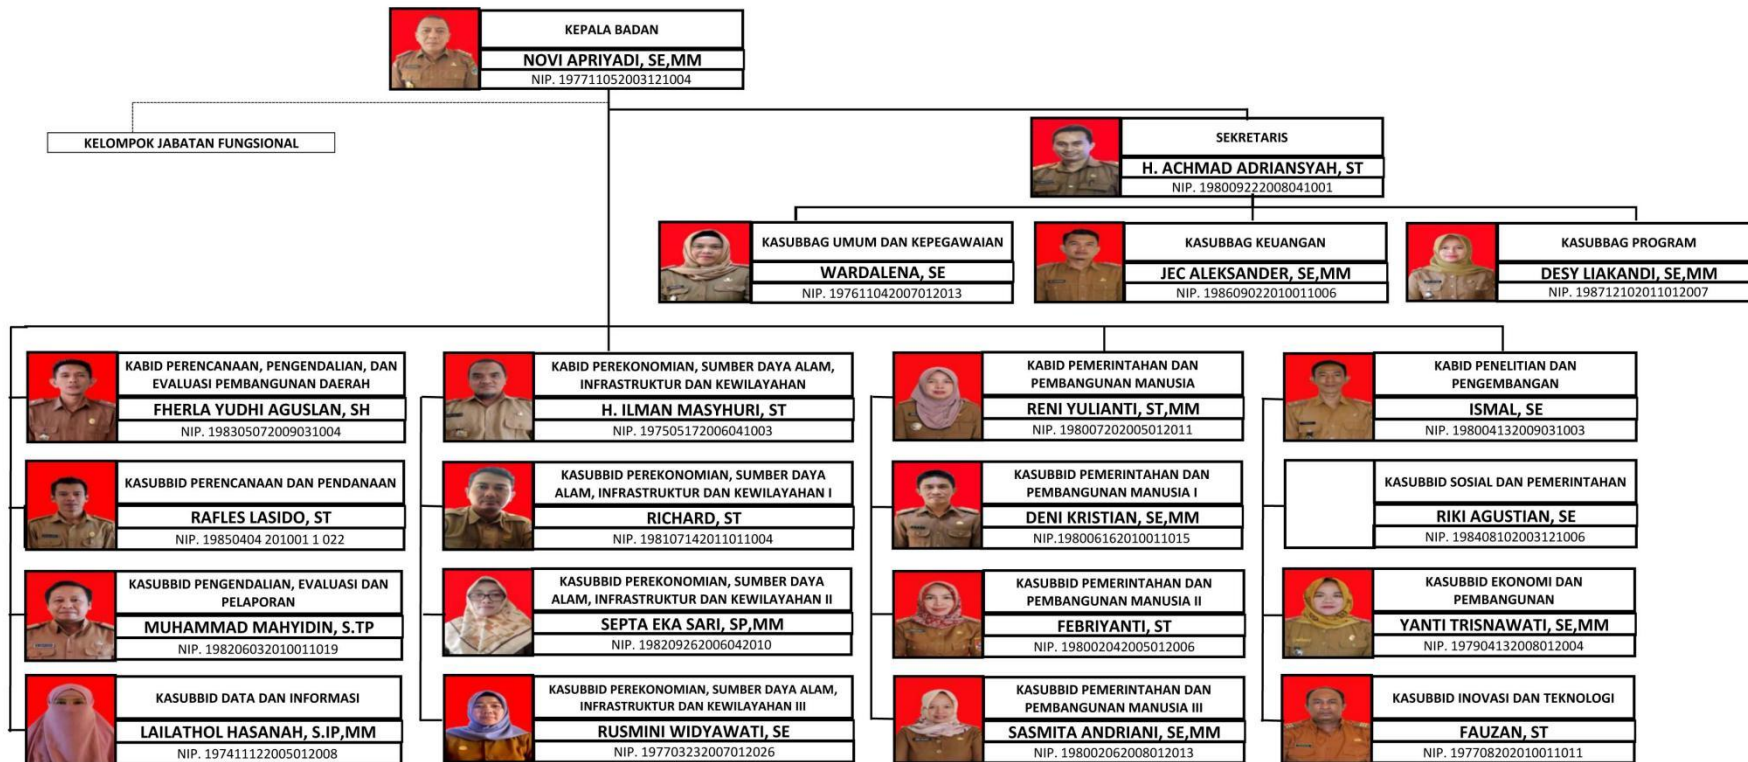 KEPALA BADAN
NOVI APRIYADI, SE,MM
NIP. 197711052003121004
KELOMPOK JABATAN FUNGSIONAL
SEKRETARIS
H. ACHMAD ADRIANSYAH, ST
NIP. 198009222008041001
KASUBBAG UMUM DAN KEPEGAWAIAN
WARDALENA, SE
NIP. 197611042007012013
KASUBBAG KEUANGAN
JEC ALEKSANDER, SE,MM
NIP. 198609022010011006
KASUBBAG PROGRAM
DESY LIAKANDI, SE,MM
NIP. 198712102011012007
KABID PERENCANAAN, PENGENDALIAN, DAN
EVALUASI PEMBANGUNAN DAERAH
FHERLA YUDHI AGUSLAN, SH
NIP. 198305072009031004
KASUBBID PERENCANAAN DAN PENDANAAN
RAFLES LASIDO, ST
NIP. 19850404 201001 1 022
KASUBBID PENGENDALIAN, EVALUASI DAN
PELAPORAN
MUHAMMAD MAHYIDIN, S.TP
NIP. 198206032010011019
KASUBBID DATA DAN INFORMASI
LAILATHOL HASANAH, S.IP,MM
NIP. 197411122005012008
KABID PEREKONOMIAN, SUMBER DAYA ALAM,
INFRASTRUKTUR DAN KEWILAYAHAN
H. ILMAN MASYHURI, ST
NIP. 197505172006041003
KASUBBID PEREKONOMIAN, SUMBER DAYA
ALAM, INFRASTRUKTUR DAN KEWILAYAHAN I
RICHARD, ST
NIP. 198107142011011004
KASUBBID PEREKONOMIAN, SUMBER DAYA
ALAM, INFRASTRUKTUR DAN KEWILAYAHAN II
SEPTA EKA SARI, SP,MM
NIP. 198209262006042010
KASUBBID PEREKONOMIAN, SUMBER DAYA ALAM,
INFRASTRUKTUR DAN KEWILAYAHAN III
RUSMINI WIDYAWATI, SE
NIP. 197703232007012026
KABID PEMERINTAHAN DAN
PEMBANGUNAN MANUSIA
RENI YULIANTI, ST,MM
NIP. 198007202005012011
KASUBBID PEMERINTAHAN DAN
PEMBANGUNAN MANUSIA I
DENI KRISTIAN, SE,MM
NIP.198006162010011015
KASUBBID PEMERINTAHAN DAN
PEMBANGUNAN MANUSIA II
FEBRIYANTI, ST
NIP. 198002042005012006
KASUBBID PEMERINTAHAN DAN
PEMBANGUNAN MANUSIA III
SASMITA ANDRIANI, SE,MM
NIP. 198002062008012013
KABID PENELITIAN DAN
PENGEMBANGAN
ISMAL, SE
NIP. 198004132009031003
KASUBBID SOSIAL DAN PEMERINTAHAN
RIKI AGUSTIAN, SE
NIP. 198408102003121006
KASUBBID EKONOMI DAN
PEMBANGUNAN
YANTI TRISNAWATI, SE,MM
NIP. 197904132008012004
KASUBBID INOVASI DAN TEKNOLOGI
FAUZAN, ST
NIP. 197708202010011011